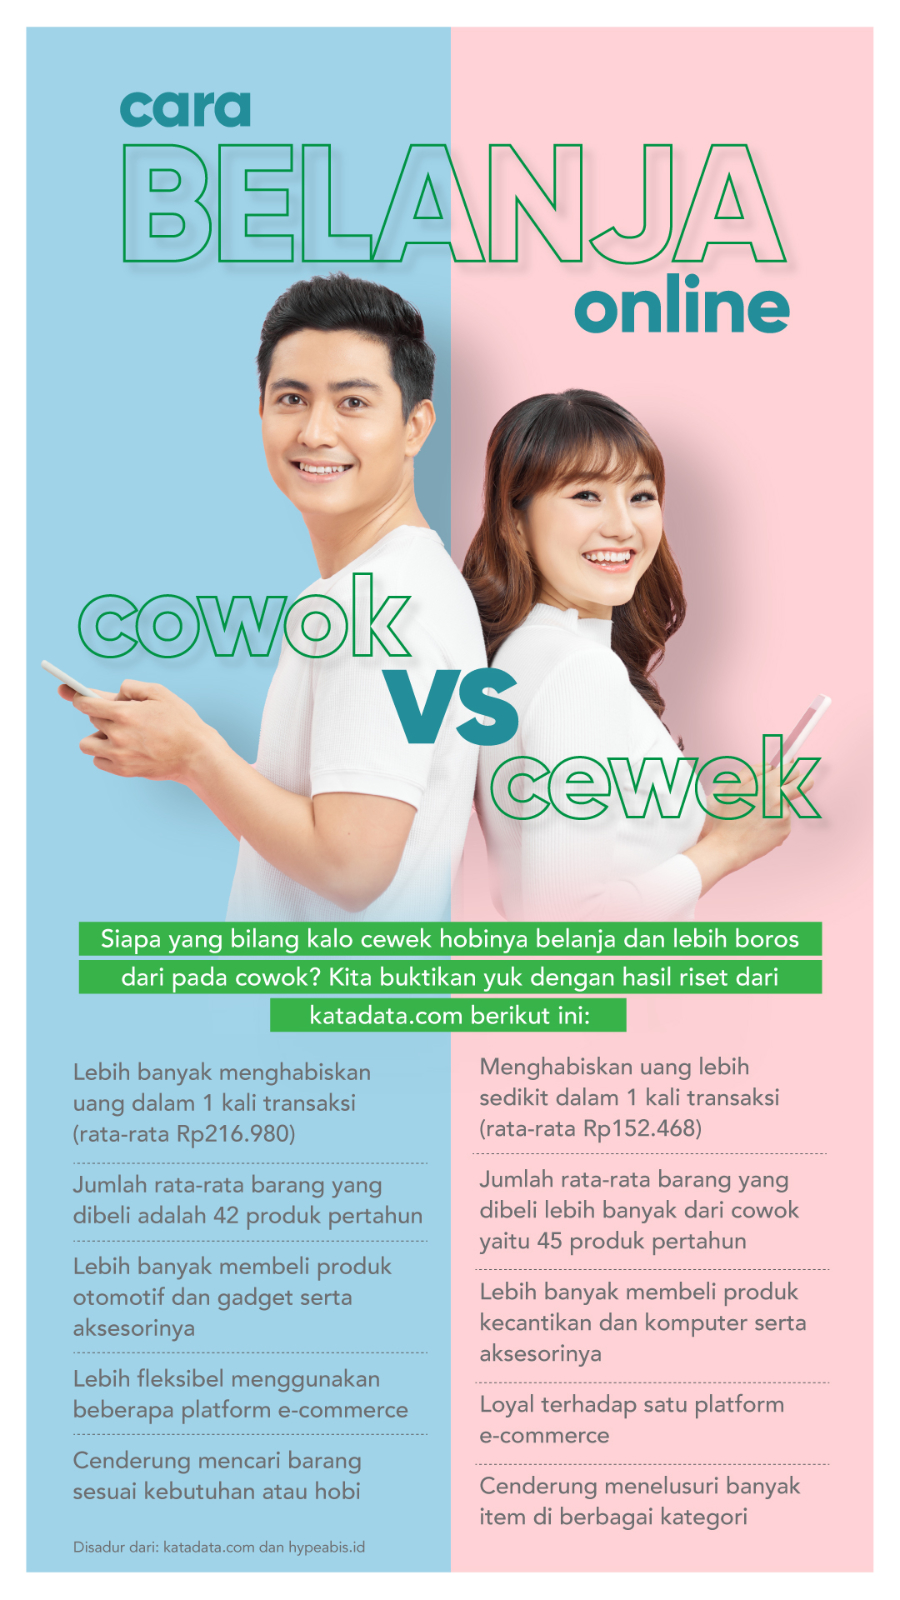 cara
BELANJA
online
cowok
vs
cewek
Siapa yang bilang kalo cewek hobinya belanja dan lebih boros
dari pada cowok? Kita buktikan yuk dengan hasil riset dari
katadata.com berikut ini:
Lebih banyak menghabiskan
uang dalam 1 kali transaksi
(rata-rata Rp216.980)
Jumlah rata-rata barang yang
dibeli adalah 42 produk pertahun
Lebih banyak membeli produk
otomotif dan gadget serta
aksesorinya
Lebih fleksibel menggunakan
beberapa platform e-commerce
Cenderung mencari barang
sesuai kebutuhan atau hobi
Menghabiskan uang lebih
sedikit dalam 1 kali transaksi
(rata-rata Rp152.468)
Jumlah rata-rata barang yang
dibeli lebih banyak dari cowok
yaitu 45 produk pertahun
Lebih banyak membeli produk
kecantikan dan komputer serta
aksesorinya
Loyal terhadap satu platform
e-commerce
Cenderung menelusuri banyak
item di berbagai kategori
Disadur dari: katadata.com dan hypeabis.id